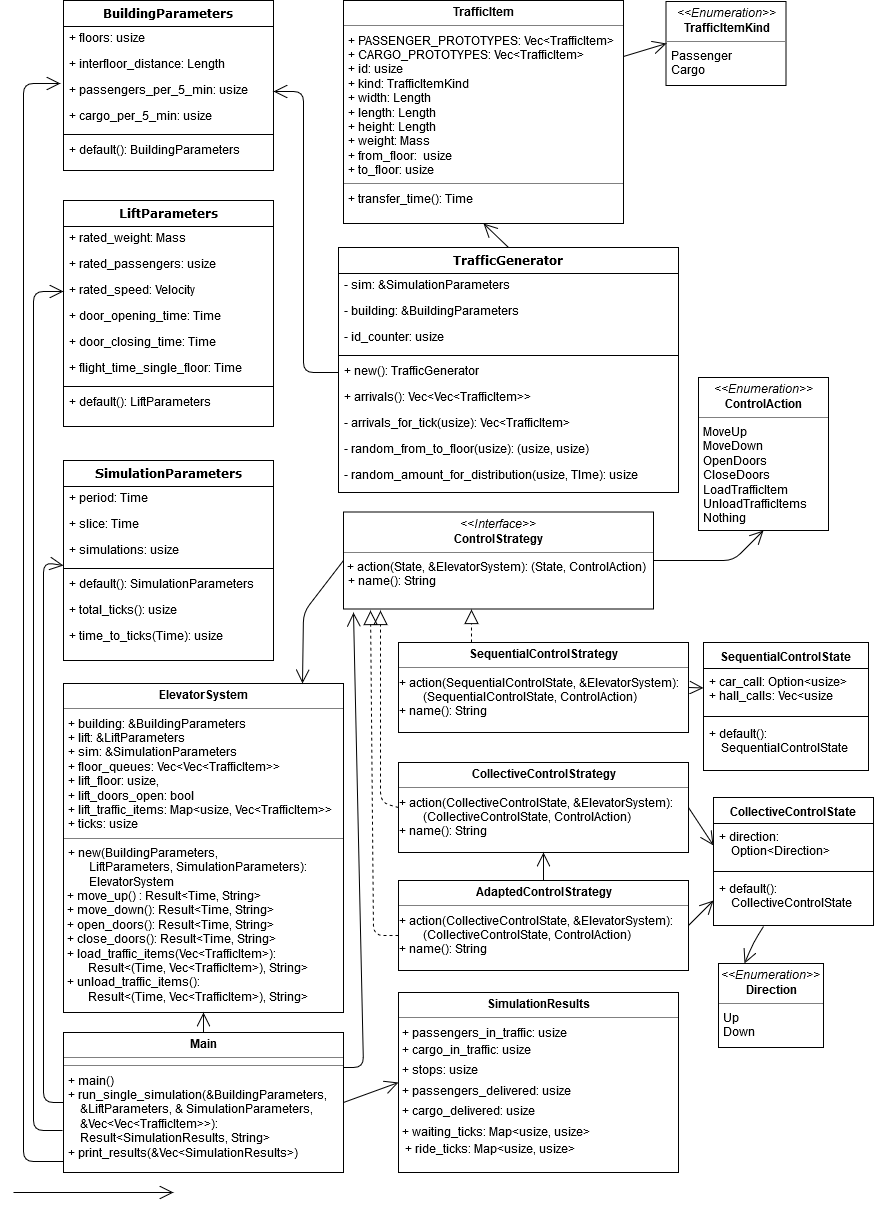 BuildingParameters
+ floors: usize
+ interfloor_distance: Length
+ passengers_per_5_min: usize
+ cargo_per_5_min: usize
+ default(): BuildingParameters
LiftParameters
+ rated_weight: Mass
+ rated_passengers: usize
+ rated_speed: Velocity
+ door_opening_time: Time
+ door_closing_time: Time
+ flight_time_single_floor: Time
+ default(): LiftParameters
SimulationParameters
+ period: Time
+ slice: Time
+ simulations: usize
+ default(): SimulationParameters
+ total_ticks(): usize
+ time_to_ticks(Time): usize
ElevatorSystem
+ building: &BuildingParameters
+ lift: &LiftParameters
+ sim: &SimulationParameters
+ floor_queues: Vec<Vec<TrafficItem>>
+ lift_floor: usize,
+ lift_doors_open: bool
+ lift_traffic_items: Map<usize, Vec<TrafficItem>>
+ ticks: usize
+ new(BuildingParameters,
LiftParameters, SimulationParameters):
ElevatorSystem
+ move_up() : Result<Time, String>
+ move_down(): Result<Time, String>
+ open_doors(): Result<Time, String>
+ close_doors(): Result<Time, String>
+ load_traffic_items(Vec<TrafficItem>):
Result<(Time, Vec<TrafficItem>), String>
+ unload_traffic_items():
Result<(Time, Vec<TrafficItem>), String>
Main
+ main()
+ run_single_simulation(&BuildingParameters,
&LiftParameters, & SimulationParameters,
&Vec<Vec<TrafficItem>>):
Result<SimulationResults, String>
+ print_results(&Vec<SimulationResults>)
TrafficItem
+ PASSENGER_PROTOTYPES: Vec<TrafficItem>
+ CARGO_PROTOTYPES: Vec<TrafficItem>
+ id: usize
+ kind: TrafficItemKind
+ width: Length
+ length: Length
+ height: Length
+ weight: Mass
+ from_floor:  usize
+ to_floor: usize
+ transfer_time(): Time
<<Enumeration>>
TrafficItemKind
Passenger
Cargo
TrafficGenerator
- sim: &SimulationParameters
- building: &BuildingParameters
- id_counter: usize
+ new(): TrafficGenerator
+ arrivals(): Vec<Vec<TrafficItem>>
- arrivals_for_tick(usize): Vec<TrafficItem>
- random_from_to_floor(usize): (usize, usize)
- random_amount_for_distribution(usize, TIme): usize
<<Enumeration>>
ControlAction
MoveUp
MoveDown
OpenDoors
CloseDoors
LoadTrafficItem
UnloadTrafficItems
Nothing
<<Interface>>
ControlStrategy
+ action(State, &ElevatorSystem): (State, ControlAction)
+ name(): String
SequentialControlStrategy
+ action(SequentialControlState, &ElevatorSystem):
(SequentialControlState, ControlAction)
+ name(): String
SequentialControlState
+ car_call: Option<usize>
+ hall_calls: Vec<usize
+ default():
SequentialControlState
CollectiveControlStrategy
+ action(CollectiveControlState, &ElevatorSystem):
(CollectiveControlState, ControlAction)
+ name(): String
CollectiveControlState
+ direction:
Option<Direction>
+ default():
CollectiveControlState
AdaptedControlStrategy
+ action(CollectiveControlState, &ElevatorSystem):
(CollectiveControlState, ControlAction)
+ name(): String
<<Enumeration>>
Direction
Up
Down
SimulationResults
+ passengers_in_traffic: usize
+ cargo_in_traffic: usize
+ stops: usize
+ passengers_delivered: usize
+ cargo_delivered: usize
+ waiting_ticks: Map<usize, usize>
+ ride_ticks: Map<usize, usize>